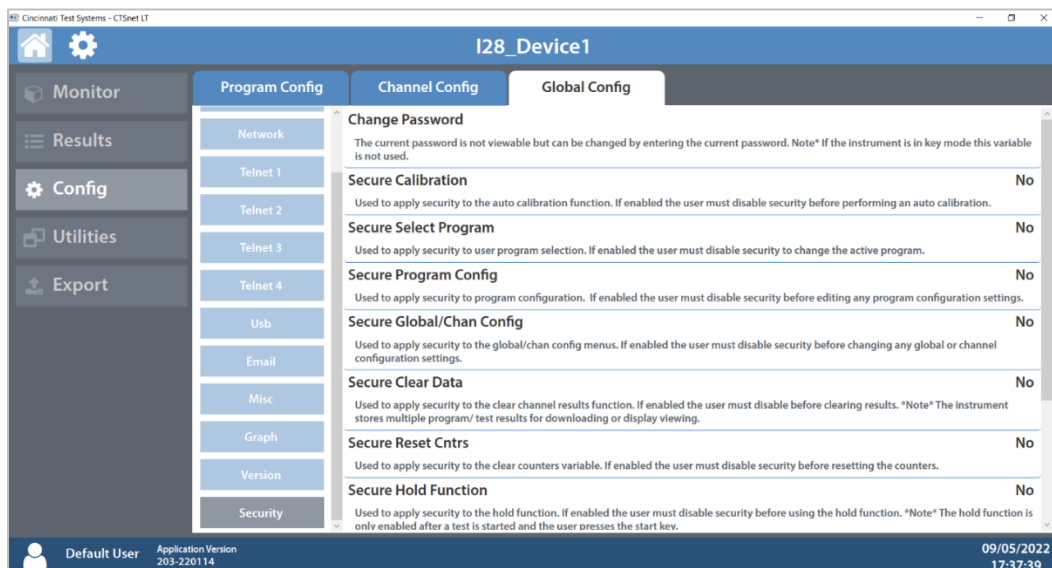 Cincinnati Test Systems - CTSnet LT
I28_Device1
Monitor
Results
Config
Utilities
Export
Program Config
Channel Config
Global Config
Network
Telnet 1
Telnet 2
Telnet 3
Telnet 4
Usb
Email
Misc
Graph
Version
Security
Change Password
The current password is not viewable but can be changed by entering the current password. Note* If the instrument is in key mode this variable
is not used.
Secure Calibration No
Used to apply security to the auto calibration function. If enabled the user must disable security before performing an auto calibration.
Secure Select Program No
Used to apply security to user program selection. If enabled the user must disable security to change the active program.
Secure Program Config No
Used to apply security to program configuration. If enabled the user must disable security before editing any program configuration settings.
Secure Global/Chan Config No
Used to apply security to the global/chan config menus. If enabled the user must disable security before changing any global or channel
configuration settings.
Secure Clear Data No
Used to apply security to the clear channel results function. If enabled the user must disable before clearing results. *Note* The instrument
stores multiple program/ test results for downloading or display viewing.
Secure Reset Cntrs No
Used to apply security to the clear counters variable. If enabled the user must disable security before resetting the counters.
Secure Hold Function No
Used to apply security to the hold function. If enabled the user must disable security before using the hold function. *Note* The hold function is
only enabled after a test is started and the user presses the start key.
Default User
Application Version
203-220114
09/05/2022
17:37:39